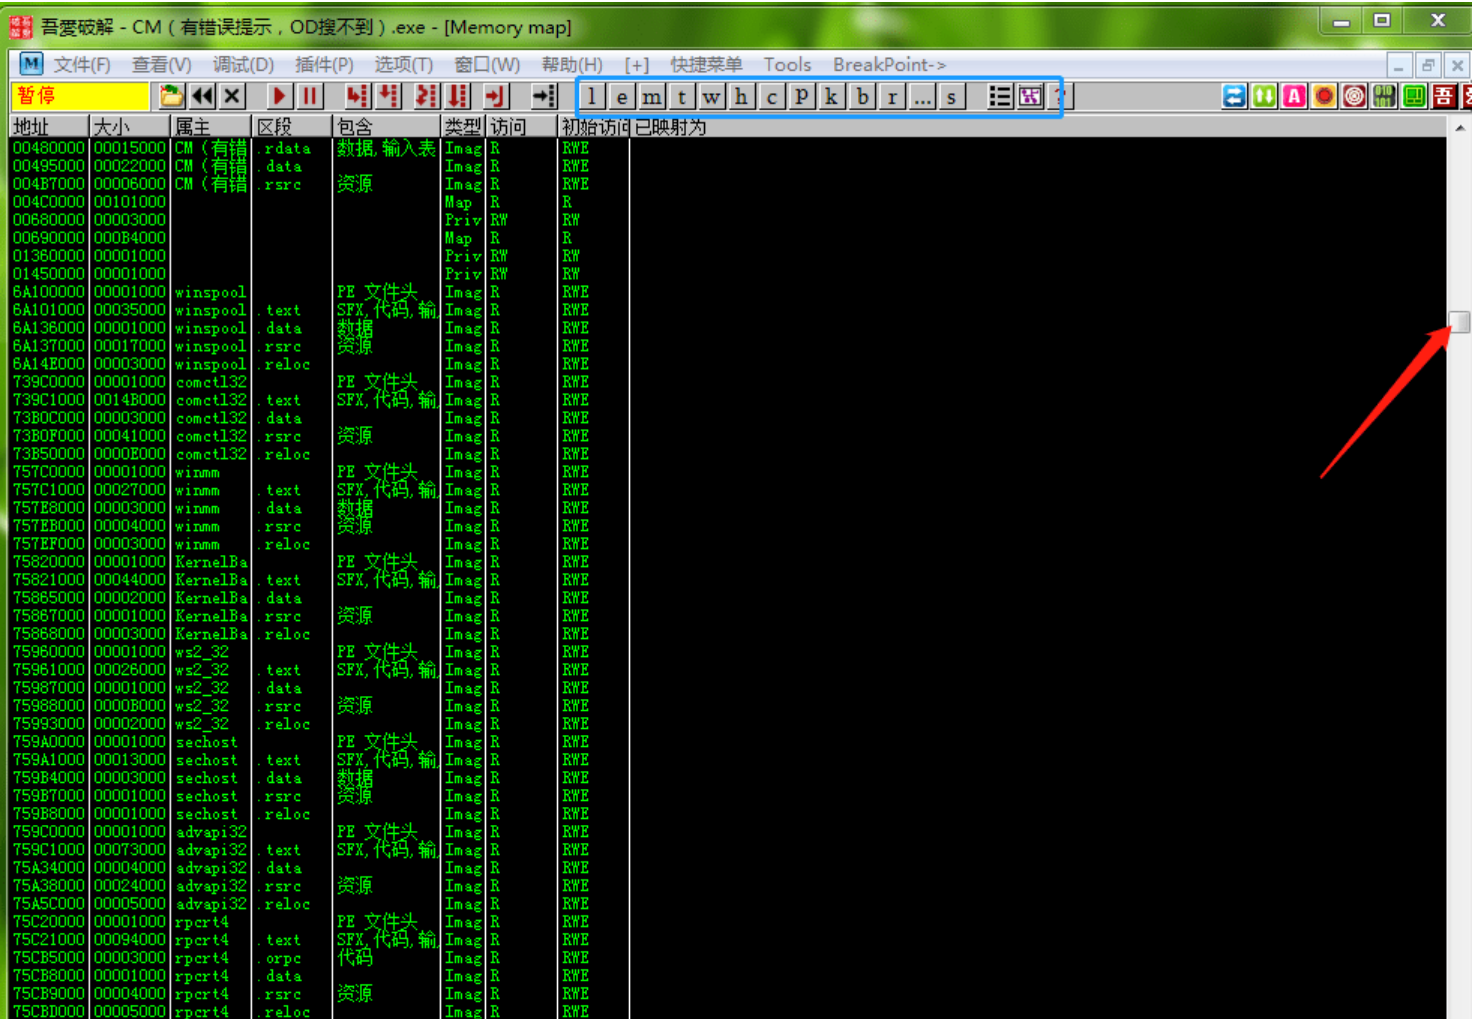 吾爱破解 - CM（有错误提示，OD搜不到）.exe - [Memory map]
M 文件(F) 查看(V) 调试(D) 插件(P) 选项(T) 窗口(W) 帮助(H) [+] 快捷菜单 Tools BreakPoint->
暂停 l e m t w h c P k b r ... s ? A 吾
地址 大小 属主 区段 包含 类型 访问 初始访问 已映射为
00480000 00015000 CM（有错 .rdata 数据,输入表 Imag R RWE
00495000 00022000 CM（有错 .data Imag R RWE
004B7000 00006000 CM（有错 .rsrc 资源 Imag R RWE
004C0000 00101000 Map R R
00680000 00003000 Priv RW RW
00690000 000B4000 Map R R
01360000 00001000 Priv RW RW
01450000 00001000 Priv RW RW
6A100000 00001000 winspool PE 文件头 Imag R RWE
6A101000 00035000 winspool .text SFX,代码,输 Imag R RWE
6A136000 00001000 winspool .data 数据 Imag R RWE
6A137000 00017000 winspool .rsrc 资源 Imag R RWE
6A14E000 00003000 winspool .reloc Imag R RWE
739C0000 00001000 comctl32 PE 文件头 Imag R RWE
739C1000 0014B000 comctl32 .text SFX,代码,输 Imag R RWE
73B0C000 00003000 comctl32 .data Imag R RWE
73B0F000 00041000 comctl32 .rsrc 资源 Imag R RWE
73B50000 0000E000 comctl32 .reloc Imag R RWE
757C0000 00001000 winmm PE 文件头 Imag R RWE
757C1000 00027000 winmm .text SFX,代码,输 Imag R RWE
757E8000 00003000 winmm .data 数据 Imag R RWE
757EB000 00004000 winmm .rsrc 资源 Imag R RWE
757EF000 00003000 winmm .reloc Imag R RWE
75820000 00001000 KernelBa PE 文件头 Imag R RWE
75821000 00044000 KernelBa .text SFX,代码,输 Imag R RWE
75865000 00002000 KernelBa .data Imag R RWE
75867000 00001000 KernelBa .rsrc 资源 Imag R RWE
75868000 00003000 KernelBa .reloc Imag R RWE
75960000 00001000 ws2_32 PE 文件头 Imag R RWE
75961000 00026000 ws2_32 .text SFX,代码,输 Imag R RWE
75987000 00001000 ws2_32 .data Imag R RWE
75988000 0000B000 ws2_32 .rsrc 资源 Imag R RWE
75993000 00002000 ws2_32 .reloc Imag R RWE
759A0000 00001000 sechost PE 文件头 Imag R RWE
759A1000 00013000 sechost .text SFX,代码,输 Imag R RWE
759B4000 00003000 sechost .data 数据 Imag R RWE
759B7000 00001000 sechost .rsrc 资源 Imag R RWE
759B8000 00001000 sechost .reloc Imag R RWE
759C0000 00001000 advapi32 PE 文件头 Imag R RWE
759C1000 00073000 advapi32 .text SFX,代码,输 Imag R RWE
75A34000 00004000 advapi32 .data Imag R RWE
75A38000 00024000 advapi32 .rsrc 资源 Imag R RWE
75A5C000 00005000 advapi32 .reloc Imag R RWE
75C20000 00001000 rpcrt4 PE 文件头 Imag R RWE
75C21000 00094000 rpcrt4 .text SFX,代码,输 Imag R RWE
75CB5000 00003000 rpcrt4 .orpc 代码 Imag R RWE
75CB8000 00001000 rpcrt4 .data Imag R RWE
75CB9000 00004000 rpcrt4 .rsrc 资源 Imag R RWE
75CBD000 00005000 rpcrt4 .reloc Imag R RWE